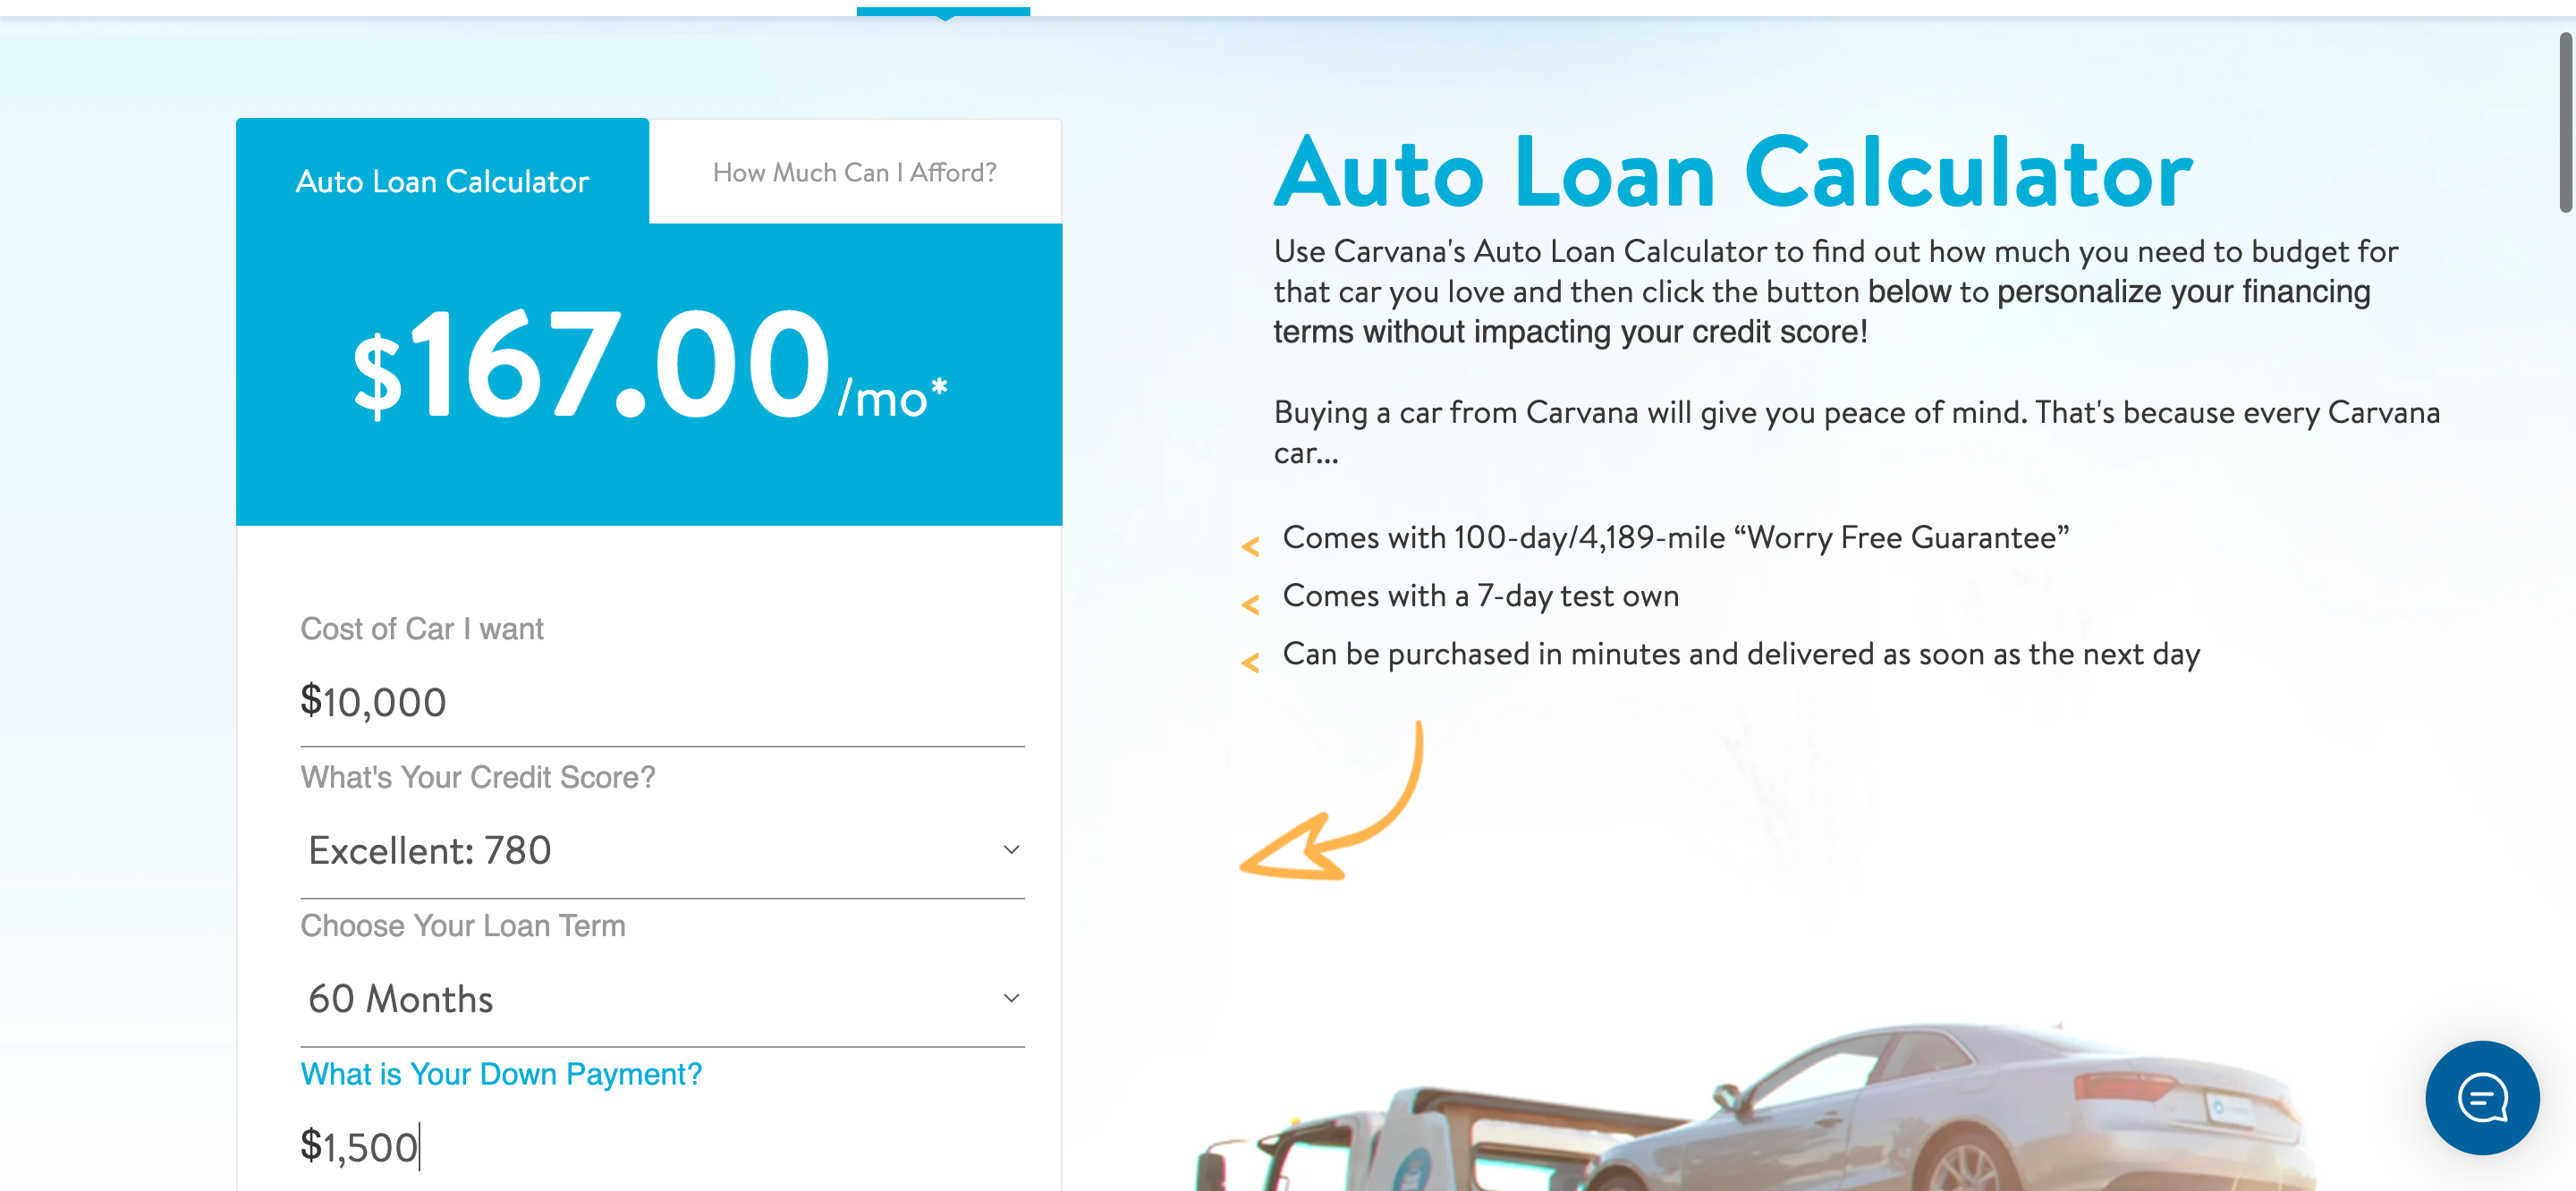 Auto Loan Calculator
How Much Can I Afford?
$167.00/mo*
Cost of Car I want
$10,000
What's Your Credit Score?
Excellent: 780
Choose Your Loan Term
60 Months
What is Your Down Payment?
$1,500
Auto Loan Calculator
Use Carvana's Auto Loan Calculator to find out how much you need to budget for
that car you love and then click the button below to personalize your financing
terms without impacting your credit score!
Buying a car from Carvana will give you peace of mind. That's because every Carvana
car...
Comes with 100-day/4,189-mile “Worry Free Guarantee”
Comes with a 7-day test own
Can be purchased in minutes and delivered as soon as the next day